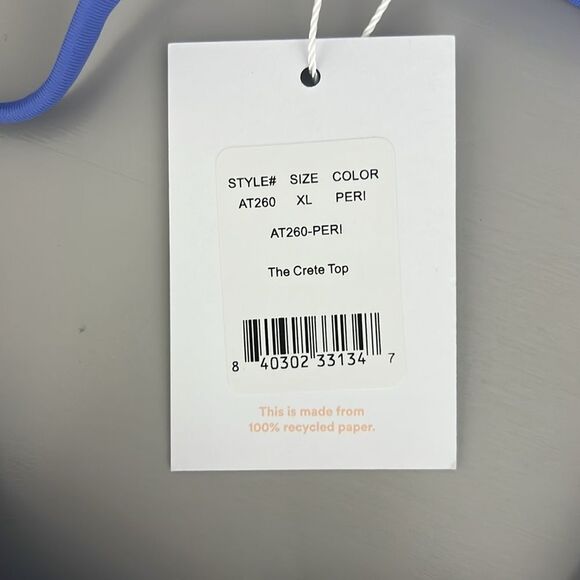 STYLE# SIZE COLOR
AT260 XL PERI
AT260-PERI
The Crete Top
8 40302 33134 7
This is made from
100% recycled paper.